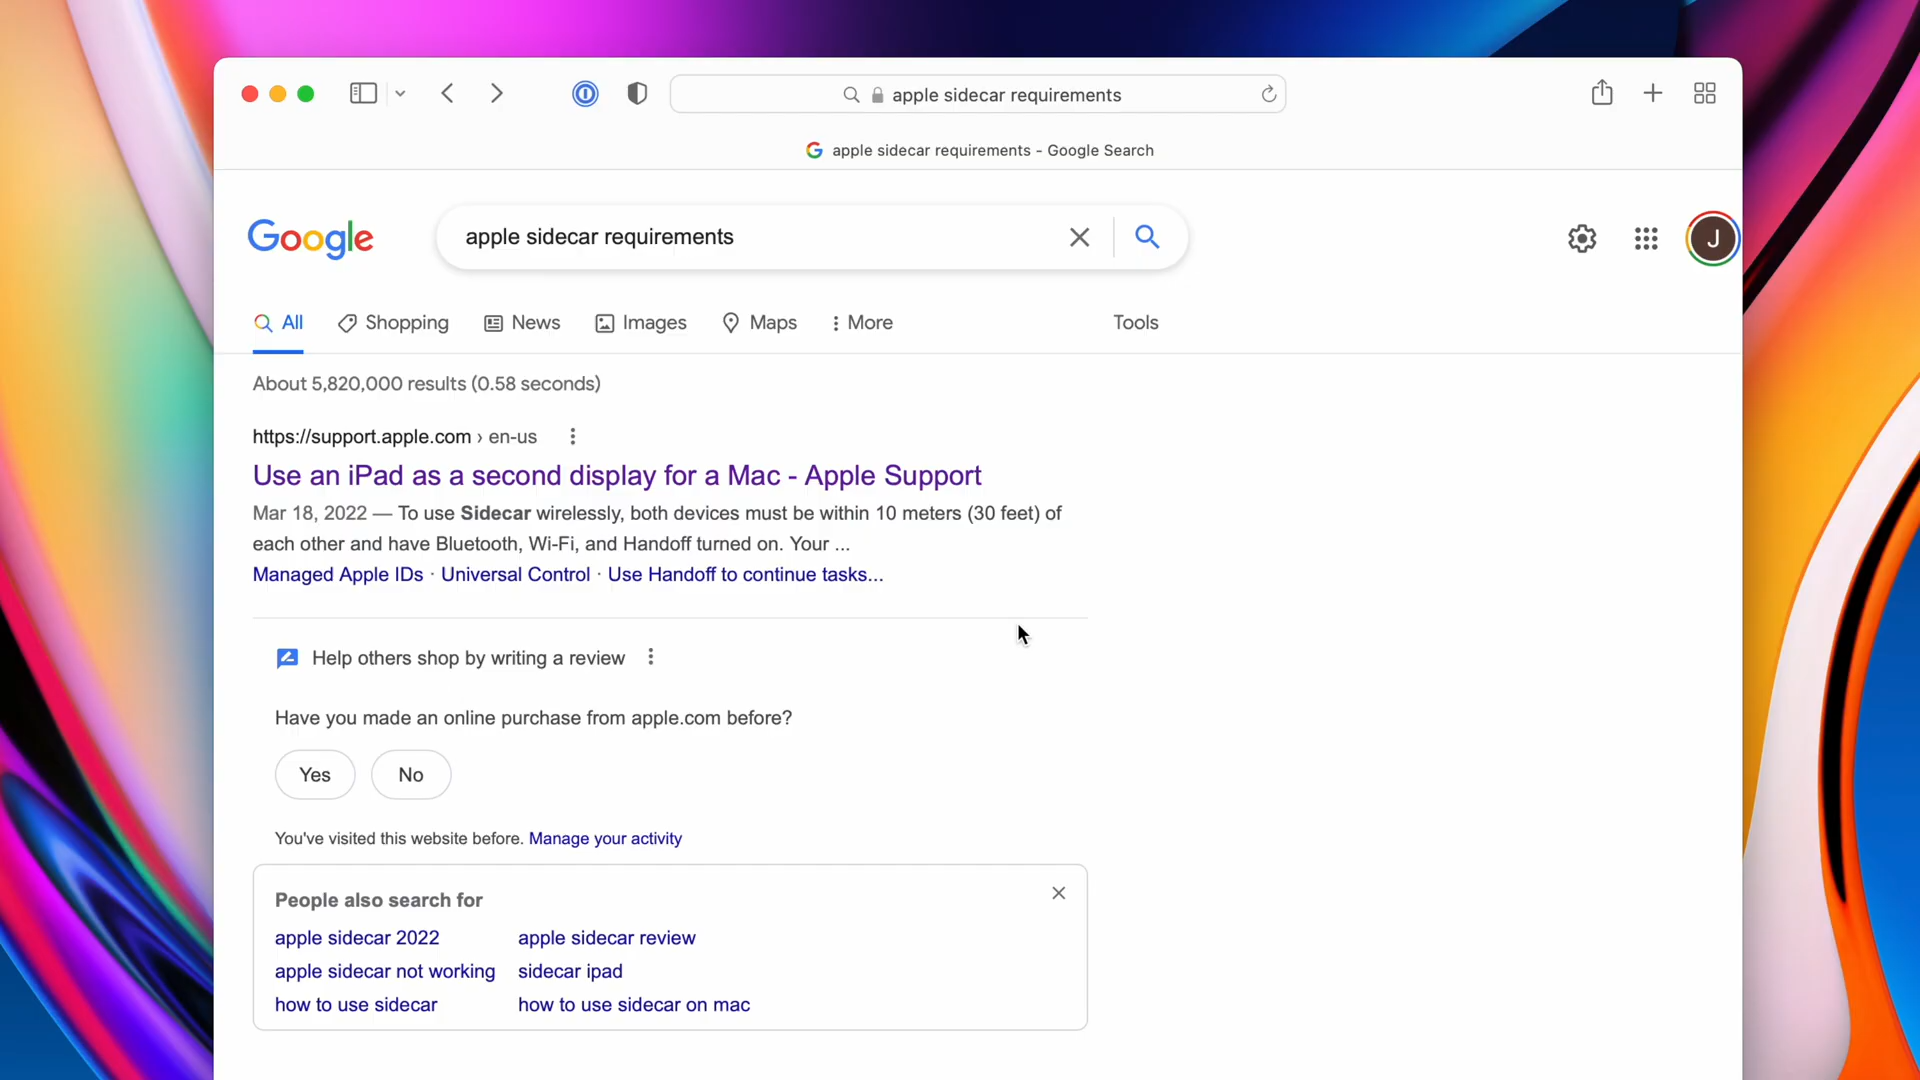 apple sidecar requirements
apple sidecar requirements - Google Search
Google
apple sidecar requirements
J
All
Shopping
News
Images
Maps
More
Tools
About 5,820,000 results (0.58 seconds)
https://support.apple.com › en-us
Use an iPad as a second display for a Mac - Apple Support
Mar 18, 2022 — To use Sidecar wirelessly, both devices must be within 10 meters (30 feet) of
each other and have Bluetooth, Wi-Fi, and Handoff turned on. Your ...
Managed Apple IDs · Universal Control · Use Handoff to continue tasks...
Help others shop by writing a review
Have you made an online purchase from apple.com before?
Yes
No
You've visited this website before. Manage your activity
People also search for
apple sidecar 2022
apple sidecar review
apple sidecar not working
sidecar ipad
how to use sidecar
how to use sidecar on mac